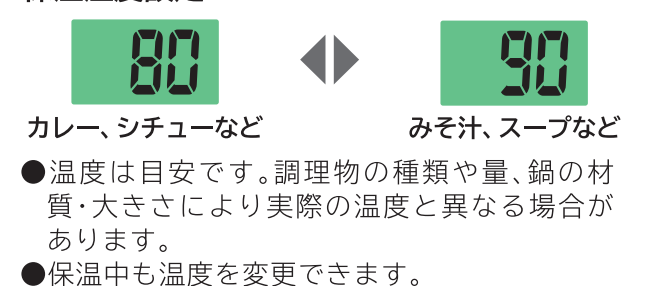 80 90
カレー、シチューなど みそ汁、スープなど
●温度は目安です。調理物の種類や量、鍋の材
質・大きさにより実際の温度と異なる場合が
あります。
●保温中も温度を変更できます。